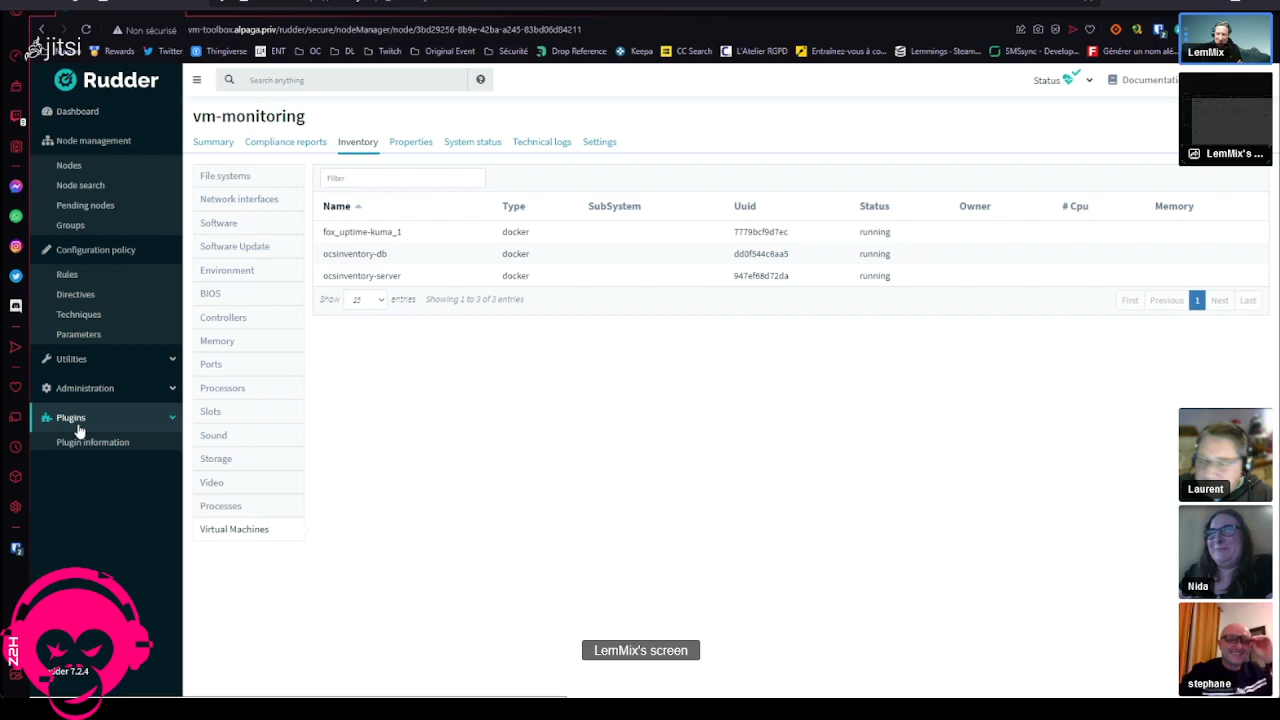 jitsi
Non sécurisé
vm-toolbox.alpaga.priv/rudder/secure/nodeManager/node/3bd29256-8b9e-42ba-a245-83bd06d84211
Rewards
Twitter
Thingiverse
ENT
OC
DL
Twitch
Original Event
Sécurité
Drop Reference
Keepa
CC Search
L'Atelier RGPD
Entraînez-vous à co...
Lemmings - Steam...
SMSsync - Develop...
Générer un nom alé...
Rudder
Search anything
Status
Documentati
Dashboard
Node management
Nodes
Node search
Pending nodes
Groups
Configuration policy
Rules
Directives
Techniques
Parameters
Utilities
Administration
Plugins
Plugin information
udder 7.2.4
vm-monitoring
Summary Compliance reports Inventory Properties System status Technical logs Settings
File systems
Network interfaces
Software
Software Update
Environment
BIOS
Controllers
Memory
Ports
Processors
Slots
Sound
Storage
Video
Processes
Virtual Machines
Filter
Name Type SubSystem Uuid Status Owner # Cpu Memory
fox_uptime-kuma_1 docker 7779bcf9d7ec running
ocsinventory-db docker dd0f544c6aa5 running
ocsinventory-server docker 947ef68d72da running
Show 25 entries Showing 1 to 3 of 3 entries
First Previous 1 Next Last
LemMix
LemMix's ...
Laurent
Nida
stephane
LemMix's screen
HZZ